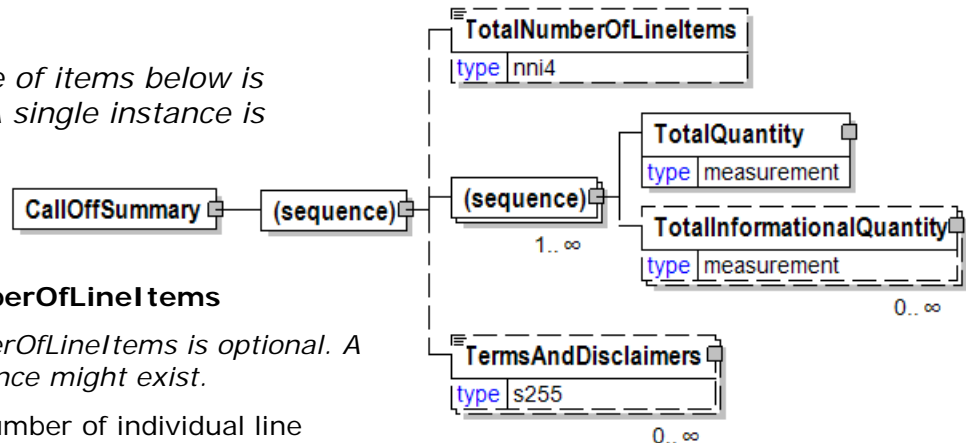 TotalNumberOfLineItems
type nni4
e of items below is
A single instance is
TotalQuantity
type measurement
CallOffSummary
(sequence)
(sequence)
1.. ∞
TotalInformationalQuantity
type measurement
0.. ∞
berOfLineItems
erOfLineItems is optional. A
nce might exist.
umber of individual line
TermsAndDisclaimers
type s255
0.. ∞